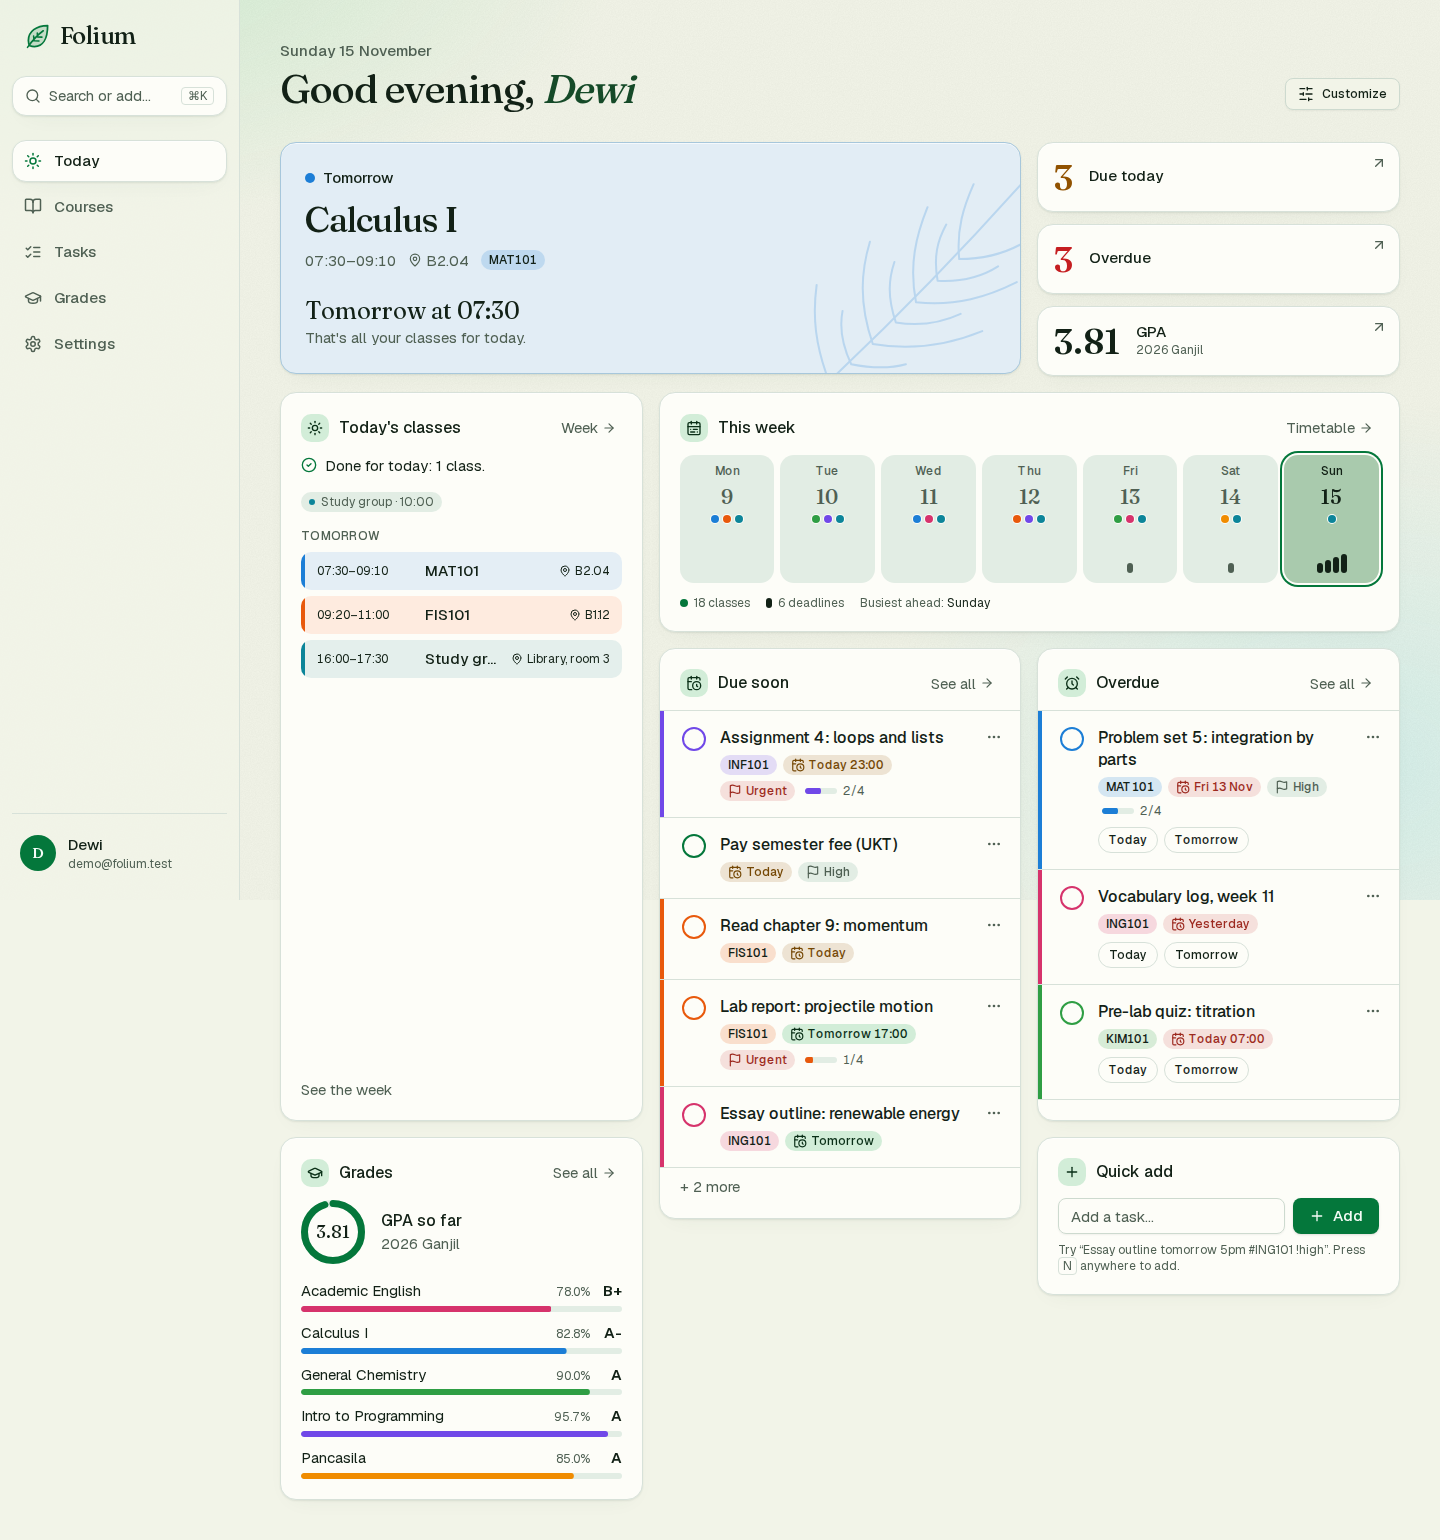 Folium
Search or add...
⌘K
Today
Courses
Tasks
Grades
Settings
D
Dewi
demo@folium.test
Sunday 15 November
Good evening, Dewi
Customize
Tomorrow
Calculus I
07:30–09:10 B2.04 MAT101
Tomorrow at 07:30
That's all your classes for today.
3 Due today
3 Overdue
3.81 GPA
2026 Ganjil
Today's classes
Week →
Done for today: 1 class.
Study group · 10:00
TOMORROW
07:30–09:10 MAT101 B2.04
09:20–11:00 FIS101 B1.12
16:00–17:30 Study gr... Library, room 3
See the week
This week
Timetable →
Mon Tue Wed Thu Fri Sat Sun
9 10 11 12 13 14 15
18 classes 6 deadlines Busiest ahead: Sunday
Due soon
See all →
Assignment 4: loops and lists
INF101 Today 23:00
Urgent 2/4
Pay semester fee (UKT)
Today High
Read chapter 9: momentum
FIS101 Today
Lab report: projectile motion
FIS101 Tomorrow 17:00
Urgent 1/4
Essay outline: renewable energy
ING101 Tomorrow
+ 2 more
Overdue
See all →
Problem set 5: integration by
parts
MAT101 Fri 13 Nov High
2/4
Today Tomorrow
Vocabulary log, week 11
ING101 Yesterday
Today Tomorrow
Pre-lab quiz: titration
KIM101 Today 07:00
Today Tomorrow
Grades
See all →
3.81
GPA so far
2026 Ganjil
Academic English 78.0% B+
Calculus I 82.8% A-
General Chemistry 90.0% A
Intro to Programming 95.7% A
Pancasila 85.0% A
Quick add
Add a task...
+ Add
Try “Essay outline tomorrow 5pm #ING101 !high”. Press
N anywhere to add.